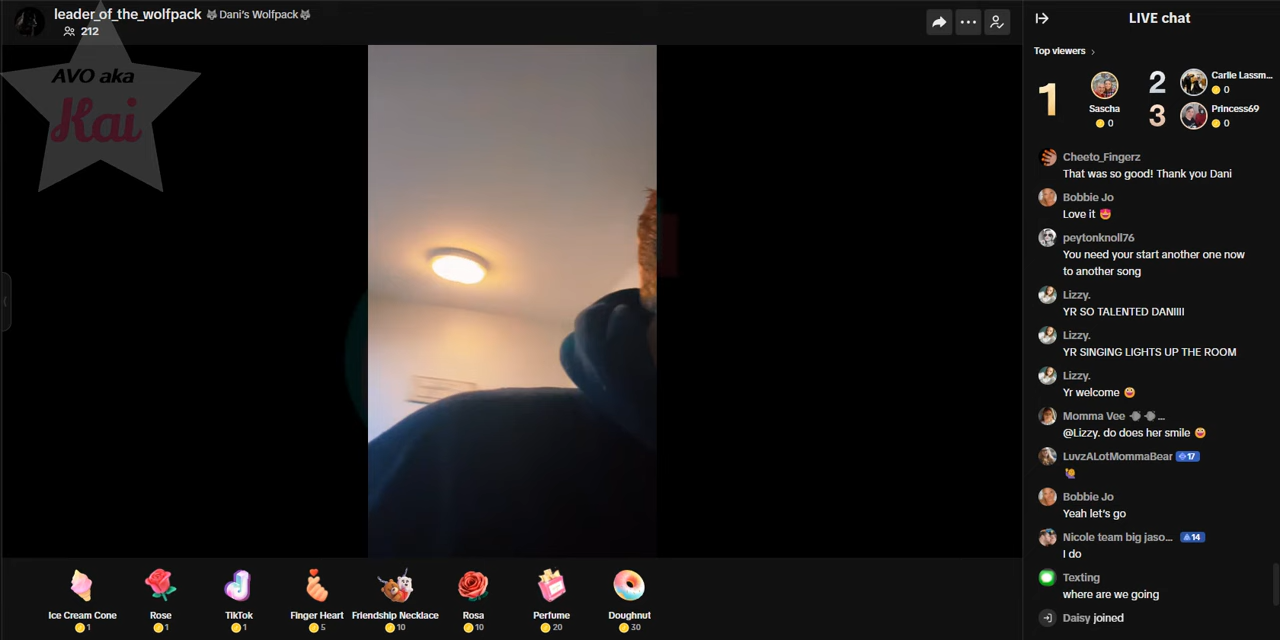 leader_of_the_wolfpack 🐺Dani's Wolfpack🐺
212
AVO aka
Kai
LIVE chat
Top viewers >
1
Sascha
0
2
Carlie Lassm...
0
3
Princess69
0
Cheeto_Fingerz
That was so good! Thank you Dani
Bobbie Jo
Love it 😍
peytonknoll76
You need your start another one now
to another song
Lizzy.
YR SO TALENTED DANIIII
Lizzy.
YR SINGING LIGHTS UP THE ROOM
Lizzy.
Yr welcome 😄
Momma Vee 🗣🗣...
@Lizzy. do does her smile 😄
LuvzALotMommaBear 17
🙋‍♀️
Bobbie Jo
Yeah let's go
Nicole team big jaso... 14
I do
Texting
where are we going
Daisy joined
Ice Cream Cone
1
Rose
1
TikTok
1
Finger Heart
5
Friendship Necklace
10
Rosa
10
Perfume
20
Doughnut
30